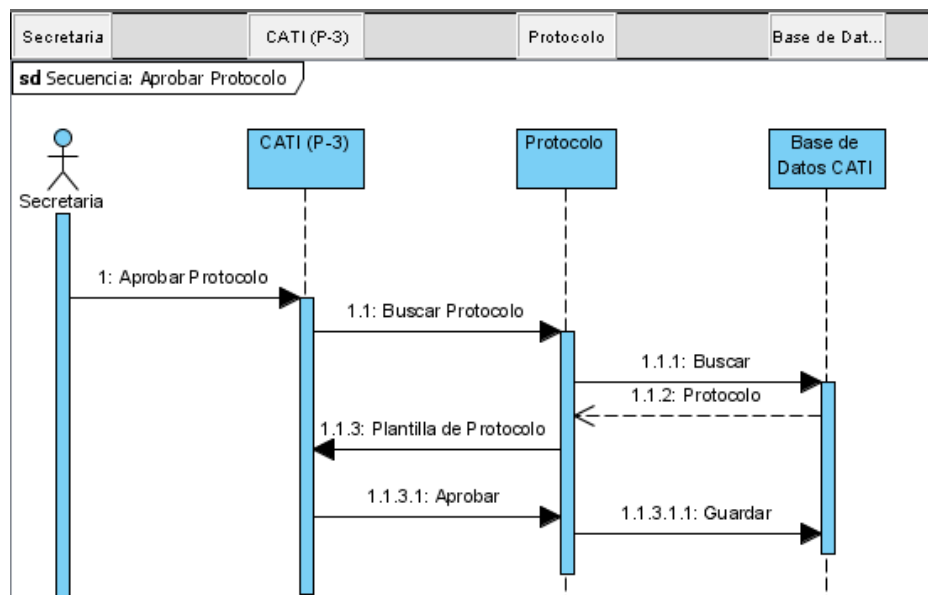 Secretaria
CATI (P-3)
Protocolo
Base de Dat...
sd Secuencia: Aprobar Protocolo
CATI (P-3)
Protocolo
Base de
Datos CATI
Secretaria
1: Aprobar Protocolo
1.1: Buscar Protocolo
1.1.1: Buscar
1.1.2: Protocolo
1.1.3: Plantilla de Protocolo
1.1.3.1: Aprobar
1.1.3.1.1: Guardar